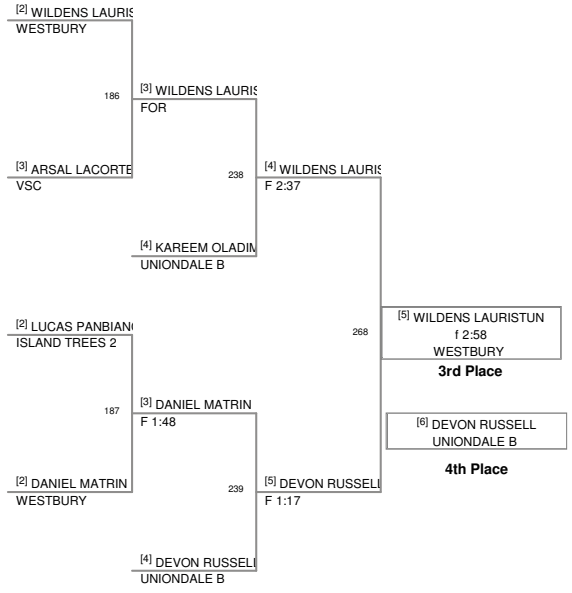 [2] WILDENS LAURIS
WESTBURY
186
[3] WILDENS LAURIS
FOR
[3] ARSAL LACORTE
VSC
238
[4] WILDENS LAURIS
F 2:37
[4] KAREEM OLADIM
UNIONDALE B
[2] LUCAS PANBIAN
ISLAND TREES 2
268
[5] WILDENS LAURISTUN
f 2:58
WESTBURY
3rd Place
187
[3] DANIEL MATRIN
F 1:48
[6] DEVON RUSSELL
UNIONDALE B
4th Place
[2] DANIEL MATRIN
WESTBURY
239
[5] DEVON RUSSELL
F 1:17
[4] DEVON RUSSELL
UNIONDALE B